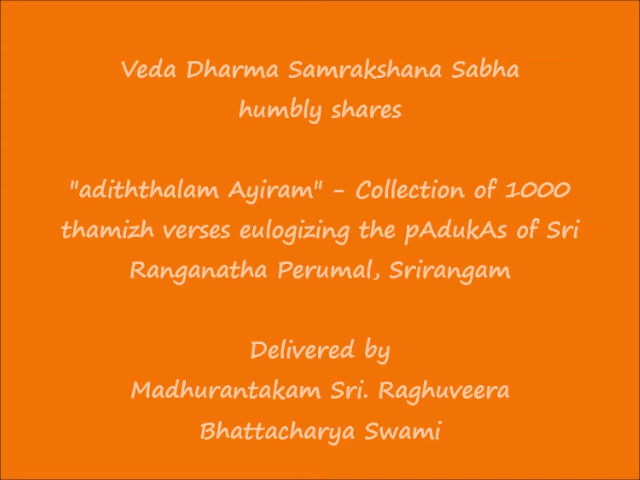 Veda Dharma Samrakshana Sabha
humbly shares
"adiththalam Ayiram" - Collection of 1000
thamizh verses eulogizing the pAdukAs of Sri
Ranganatha Perumal, Srirangam
Delivered by
Madhurantakam Sri. Raghuveera
Bhattacharya Swami